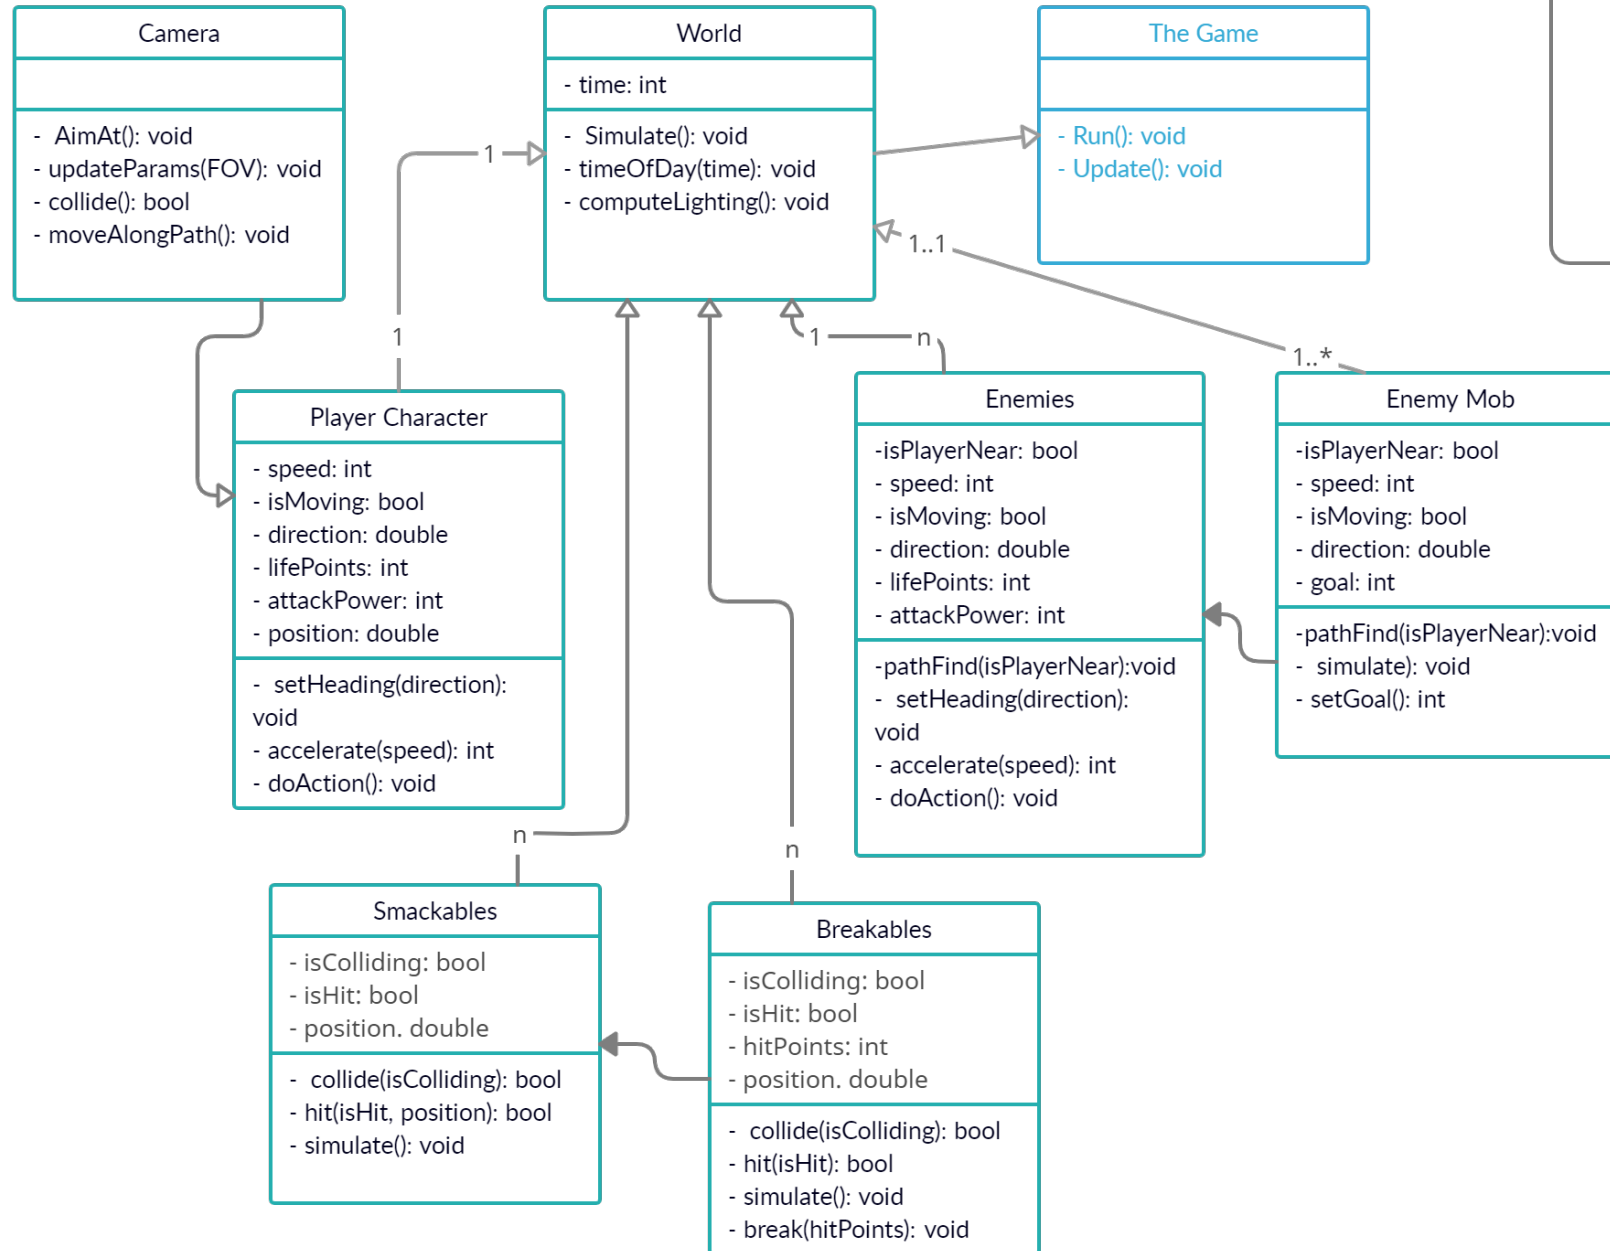 Camera
- AimAt(): void
- updateParams(FOV): void
- collide(): bool
- moveAlongPath(): void
World
- time: int
- Simulate(): void
- timeOfDay(time): void
- computeLighting(): void
The Game
- Run(): void
- Update(): void
1
1
1..1
1..*
1
n
Player Character
- speed: int
- isMoving: bool
- direction: double
- lifePoints: int
- attackPower: int
- position: double
- setHeading(direction):
void
- accelerate(speed): int
- doAction(): void
Enemies
-isPlayerNear: bool
- speed: int
- isMoving: bool
- direction: double
- lifePoints: int
- attackPower: int
-pathFind(isPlayerNear):void
- setHeading(direction):
void
- accelerate(speed): int
- doAction(): void
Enemy Mob
-isPlayerNear: bool
- speed: int
- isMoving: bool
- direction: double
- goal: int
-pathFind(isPlayerNear):void
- simulate): void
- setGoal(): int
n
n
Smackables
- isColliding: bool
- isHit: bool
- position. double
- collide(isColliding): bool
- hit(isHit, position): bool
- simulate(): void
Breakables
- isColliding: bool
- isHit: bool
- hitPoints: int
- position. double
- collide(isColliding): bool
- hit(isHit): bool
- simulate(): void
- break(hitPoints): void